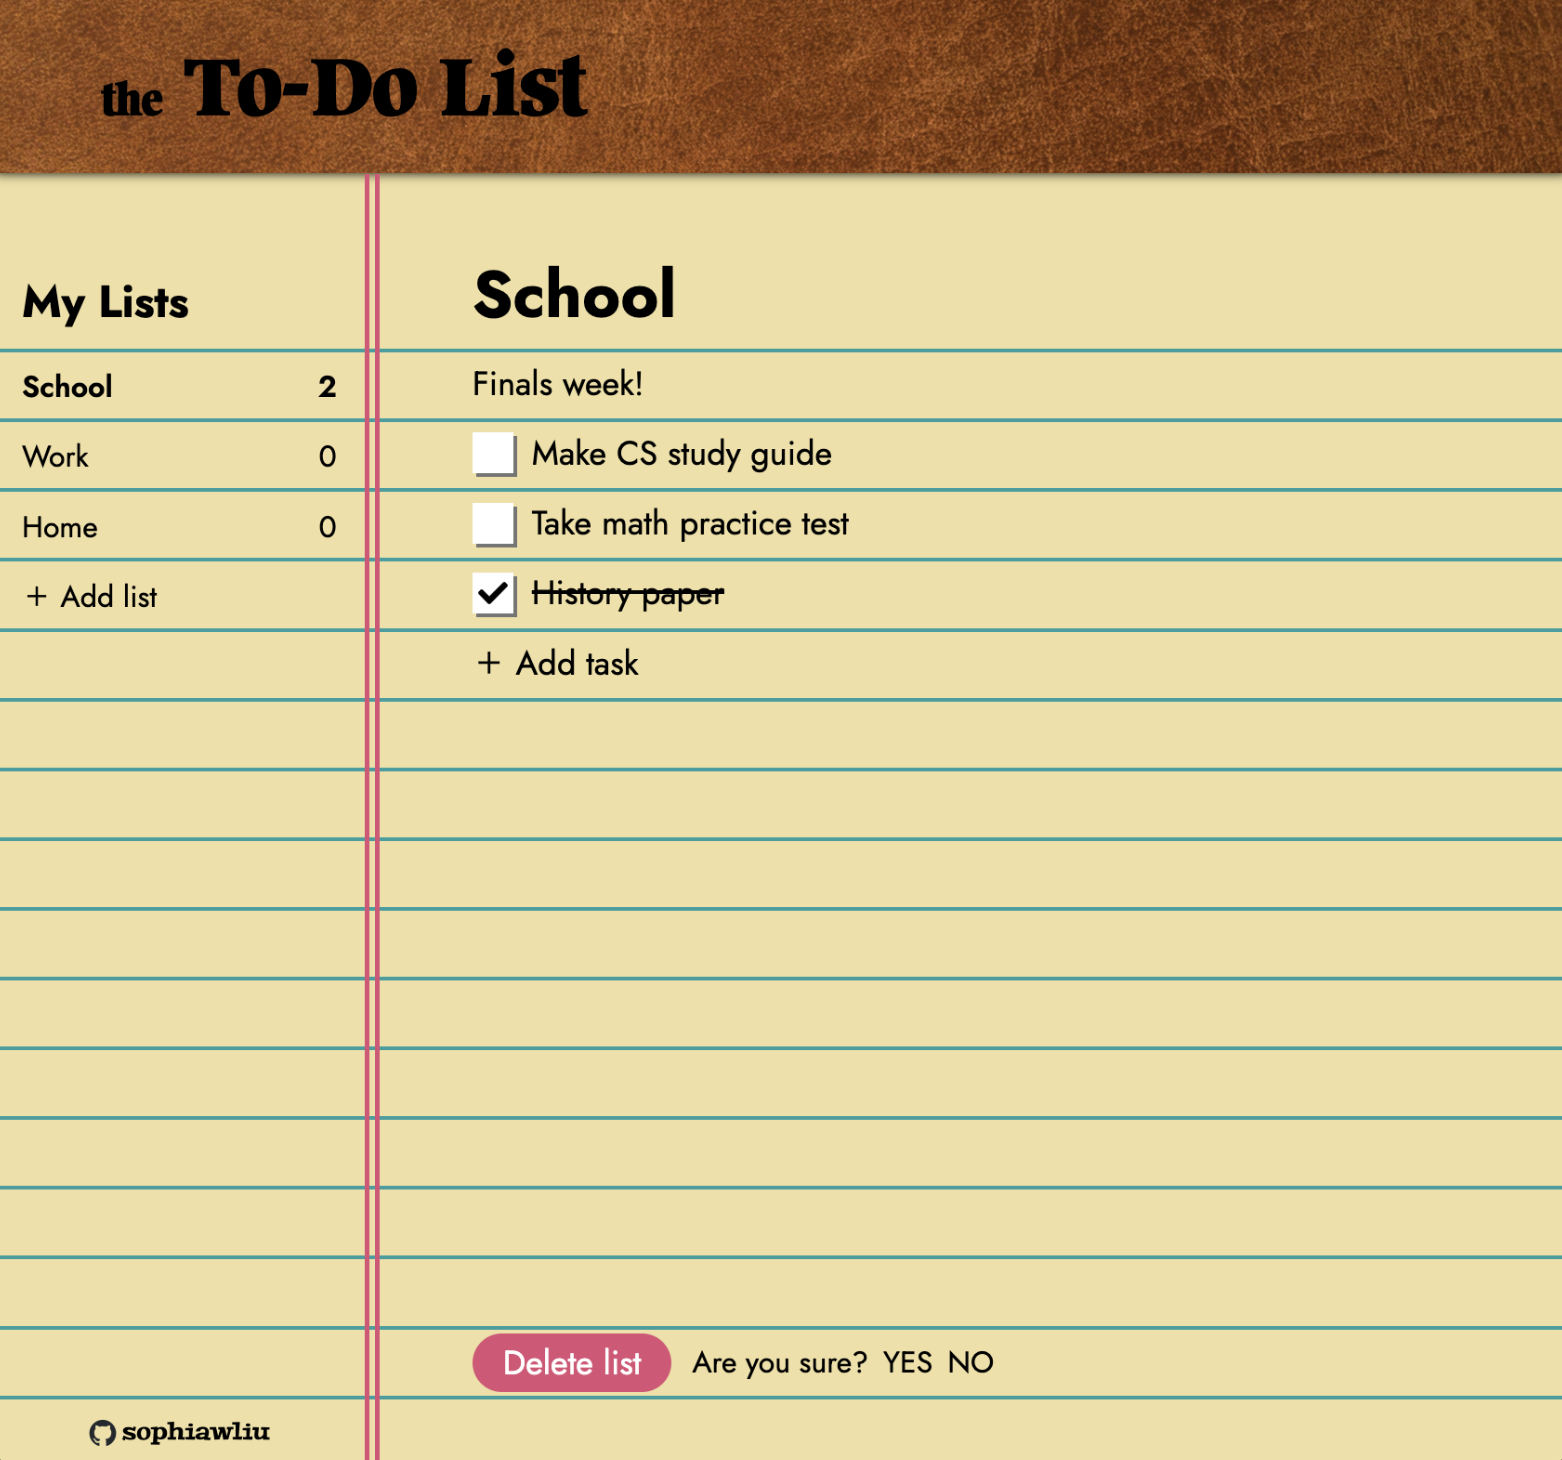 the To-Do List
My Lists
School 2
Work 0
Home 0
+ Add list
School
Finals week!
Make CS study guide
Take math practice test
History paper
+ Add task
Delete list Are you sure? YES NO
sophiawliu